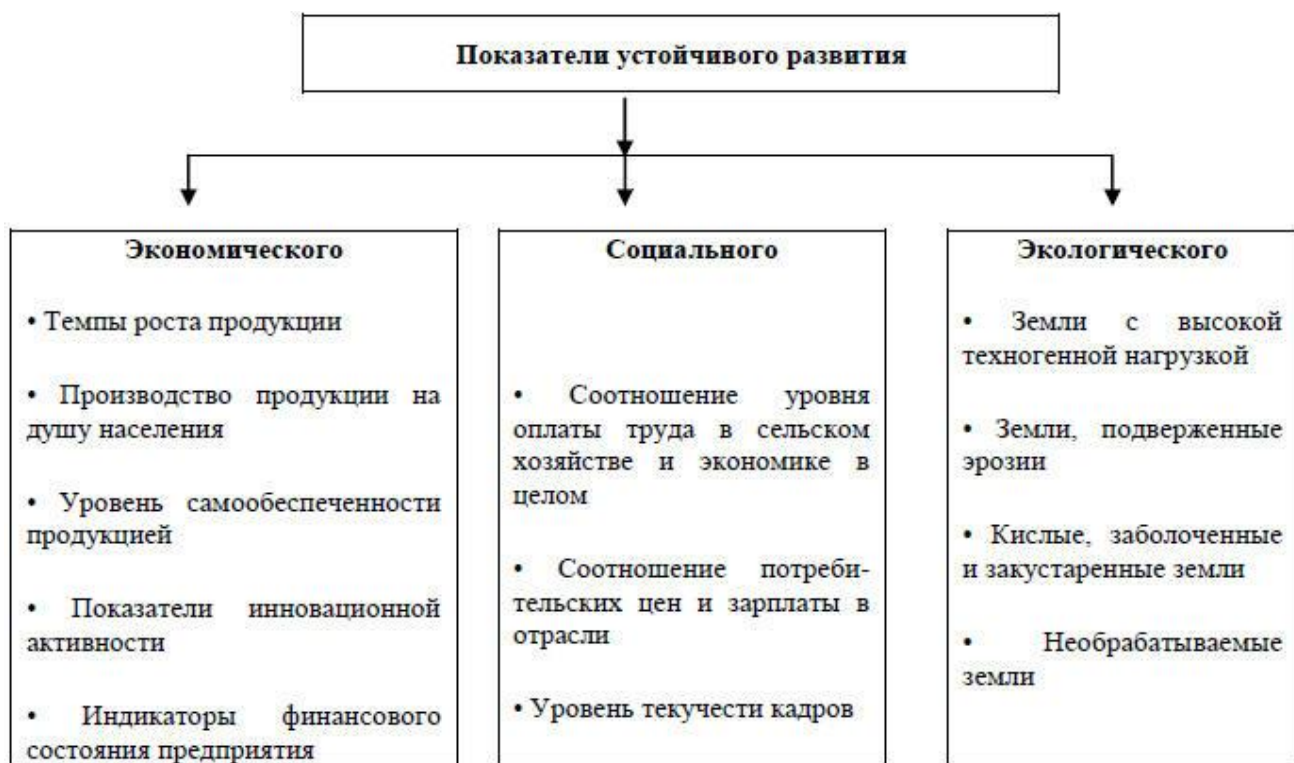 Показатели устойчивого развития
Экономического
• Темпы роста продукции
• Производство продукции на
душу населения
• Уровень самообеспеченности
продукцией
• Показатели инновационной
активности
• Индикаторы финансового
состояния предприятия
Социального
• Соотношение уровня
оплаты труда в сельском
хозяйстве и экономике в
целом
• Соотношение потреби-
тельских цен и зарплаты в
отрасли
• Уровень текучести кадров
Экологического
• Земли с высокой
техногенной нагрузкой
• Земли, подверженные
эрозии
• Кислые, заболоченные
и закустаренные земли
• Необрабатываемые
земли